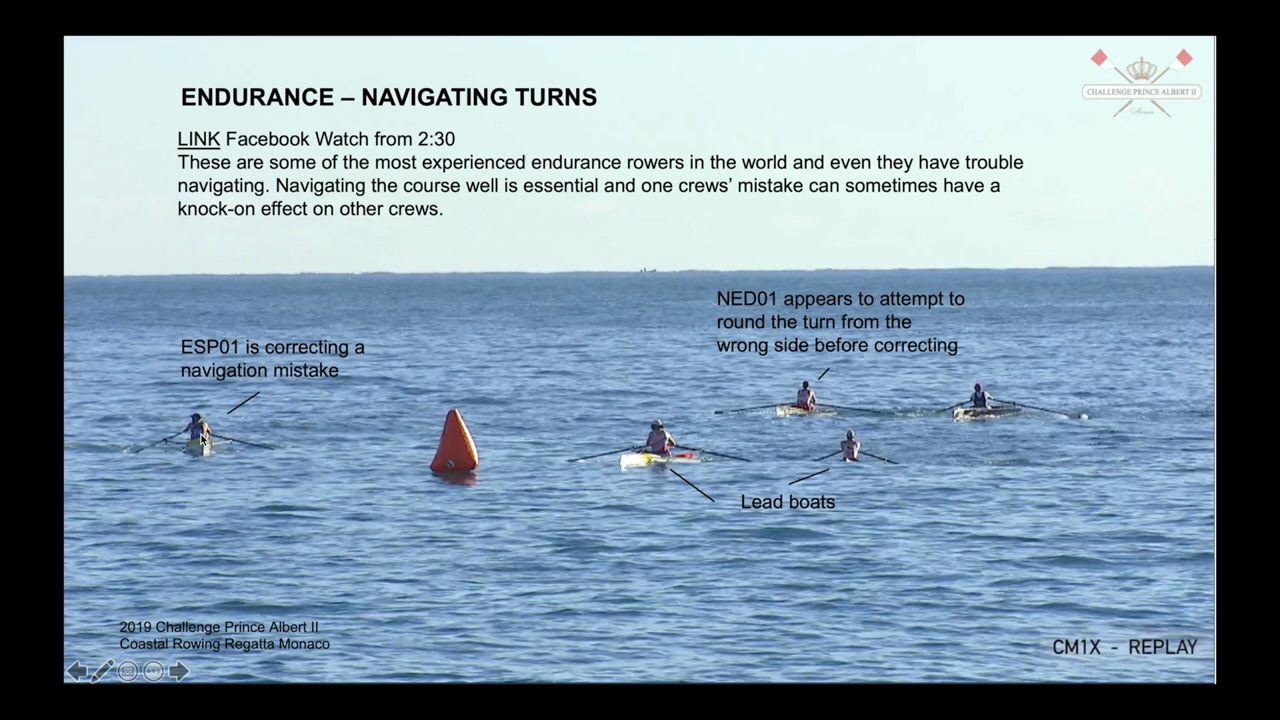 ENDURANCE – NAVIGATING TURNS
CHALLENGE PRINCE ALBERT II
LINK Facebook Watch from 2:30
These are some of the most experienced endurance rowers in the world and even they have trouble
navigating. Navigating the course well is essential and one crews’ mistake can sometimes have a
knock-on effect on other crews.
NED01 appears to attempt to
round the turn from the
wrong side before correcting
ESP01 is correcting a
navigation mistake
Lead boats
2019 Challenge Prince Albert II
Coastal Rowing Regatta Monaco
CM1X - REPLAY